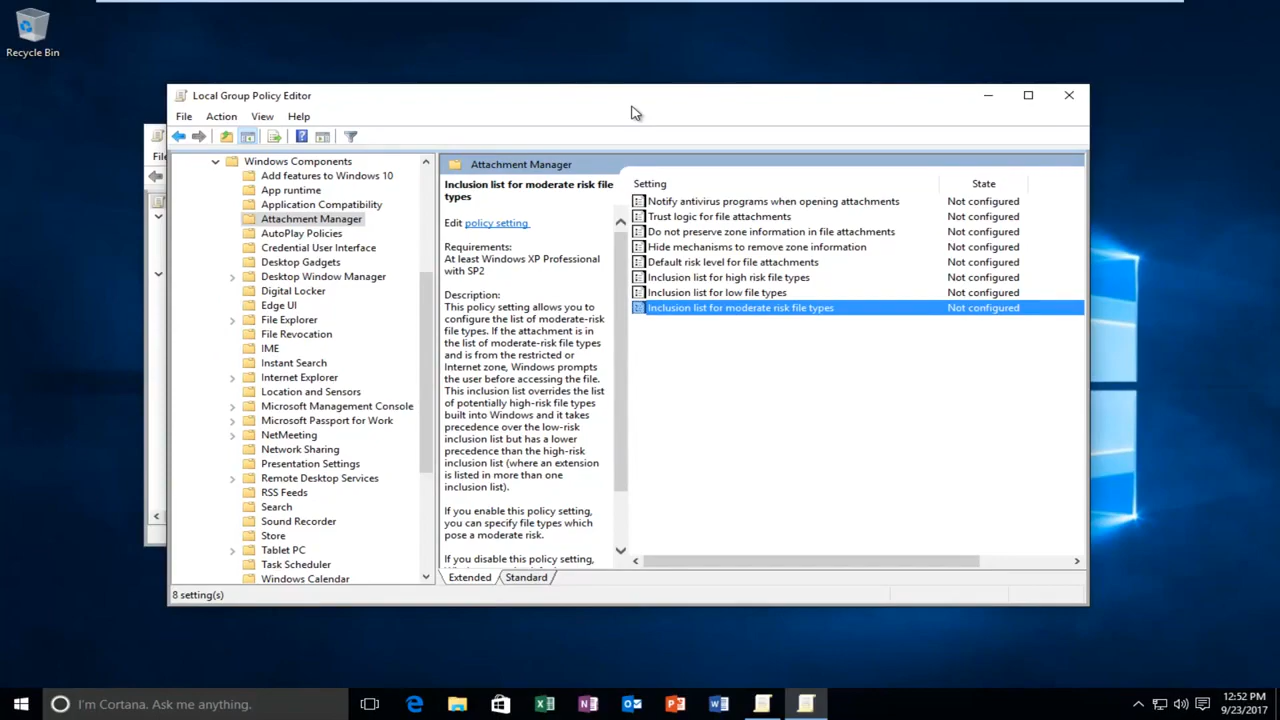 Recycle Bin
Local Group Policy Editor
File Action View Help
Fil
Windows Components
Add features to Windows 10
App runtime
Application Compatibility
Attachment Manager
AutoPlay Policies
Credential User Interface
Desktop Gadgets
Desktop Window Manager
Digital Locker
Edge UI
File Explorer
File Revocation
IME
Instant Search
Internet Explorer
Location and Sensors
Microsoft Management Console
Microsoft Passport for Work
NetMeeting
Network Sharing
Presentation Settings
Remote Desktop Services
RSS Feeds
Search
Sound Recorder
Store
Tablet PC
Task Scheduler
Windows Calendar
Attachment Manager
Inclusion list for moderate risk file
types
Edit policy setting
Requirements:
At least Windows XP Professional
with SP2
Description:
This policy setting allows you to
configure the list of moderate-risk
file types. If the attachment is in
the list of moderate-risk file types
and is from the restricted or
Internet zone, Windows prompts
the user before accessing the file.
This inclusion list overrides the list
of potentially high-risk file types
built into Windows and it takes
precedence over the low-risk
inclusion list but has a lower
precedence than the high-risk
inclusion list (where an extension
is listed in more than one
inclusion list).
If you enable this policy setting,
you can specify file types which
pose a moderate risk.
If you disable this policy setting,
Setting State
Notify antivirus programs when opening attachments Not configured
Trust logic for file attachments Not configured
Do not preserve zone information in file attachments Not configured
Hide mechanisms to remove zone information Not configured
Default risk level for file attachments Not configured
Inclusion list for high risk file types Not configured
Inclusion list for low file types Not configured
Inclusion list for moderate risk file types Not configured
Extended Standard
8 setting(s)
I'm Cortana. Ask me anything.
12:52 PM
9/23/2017